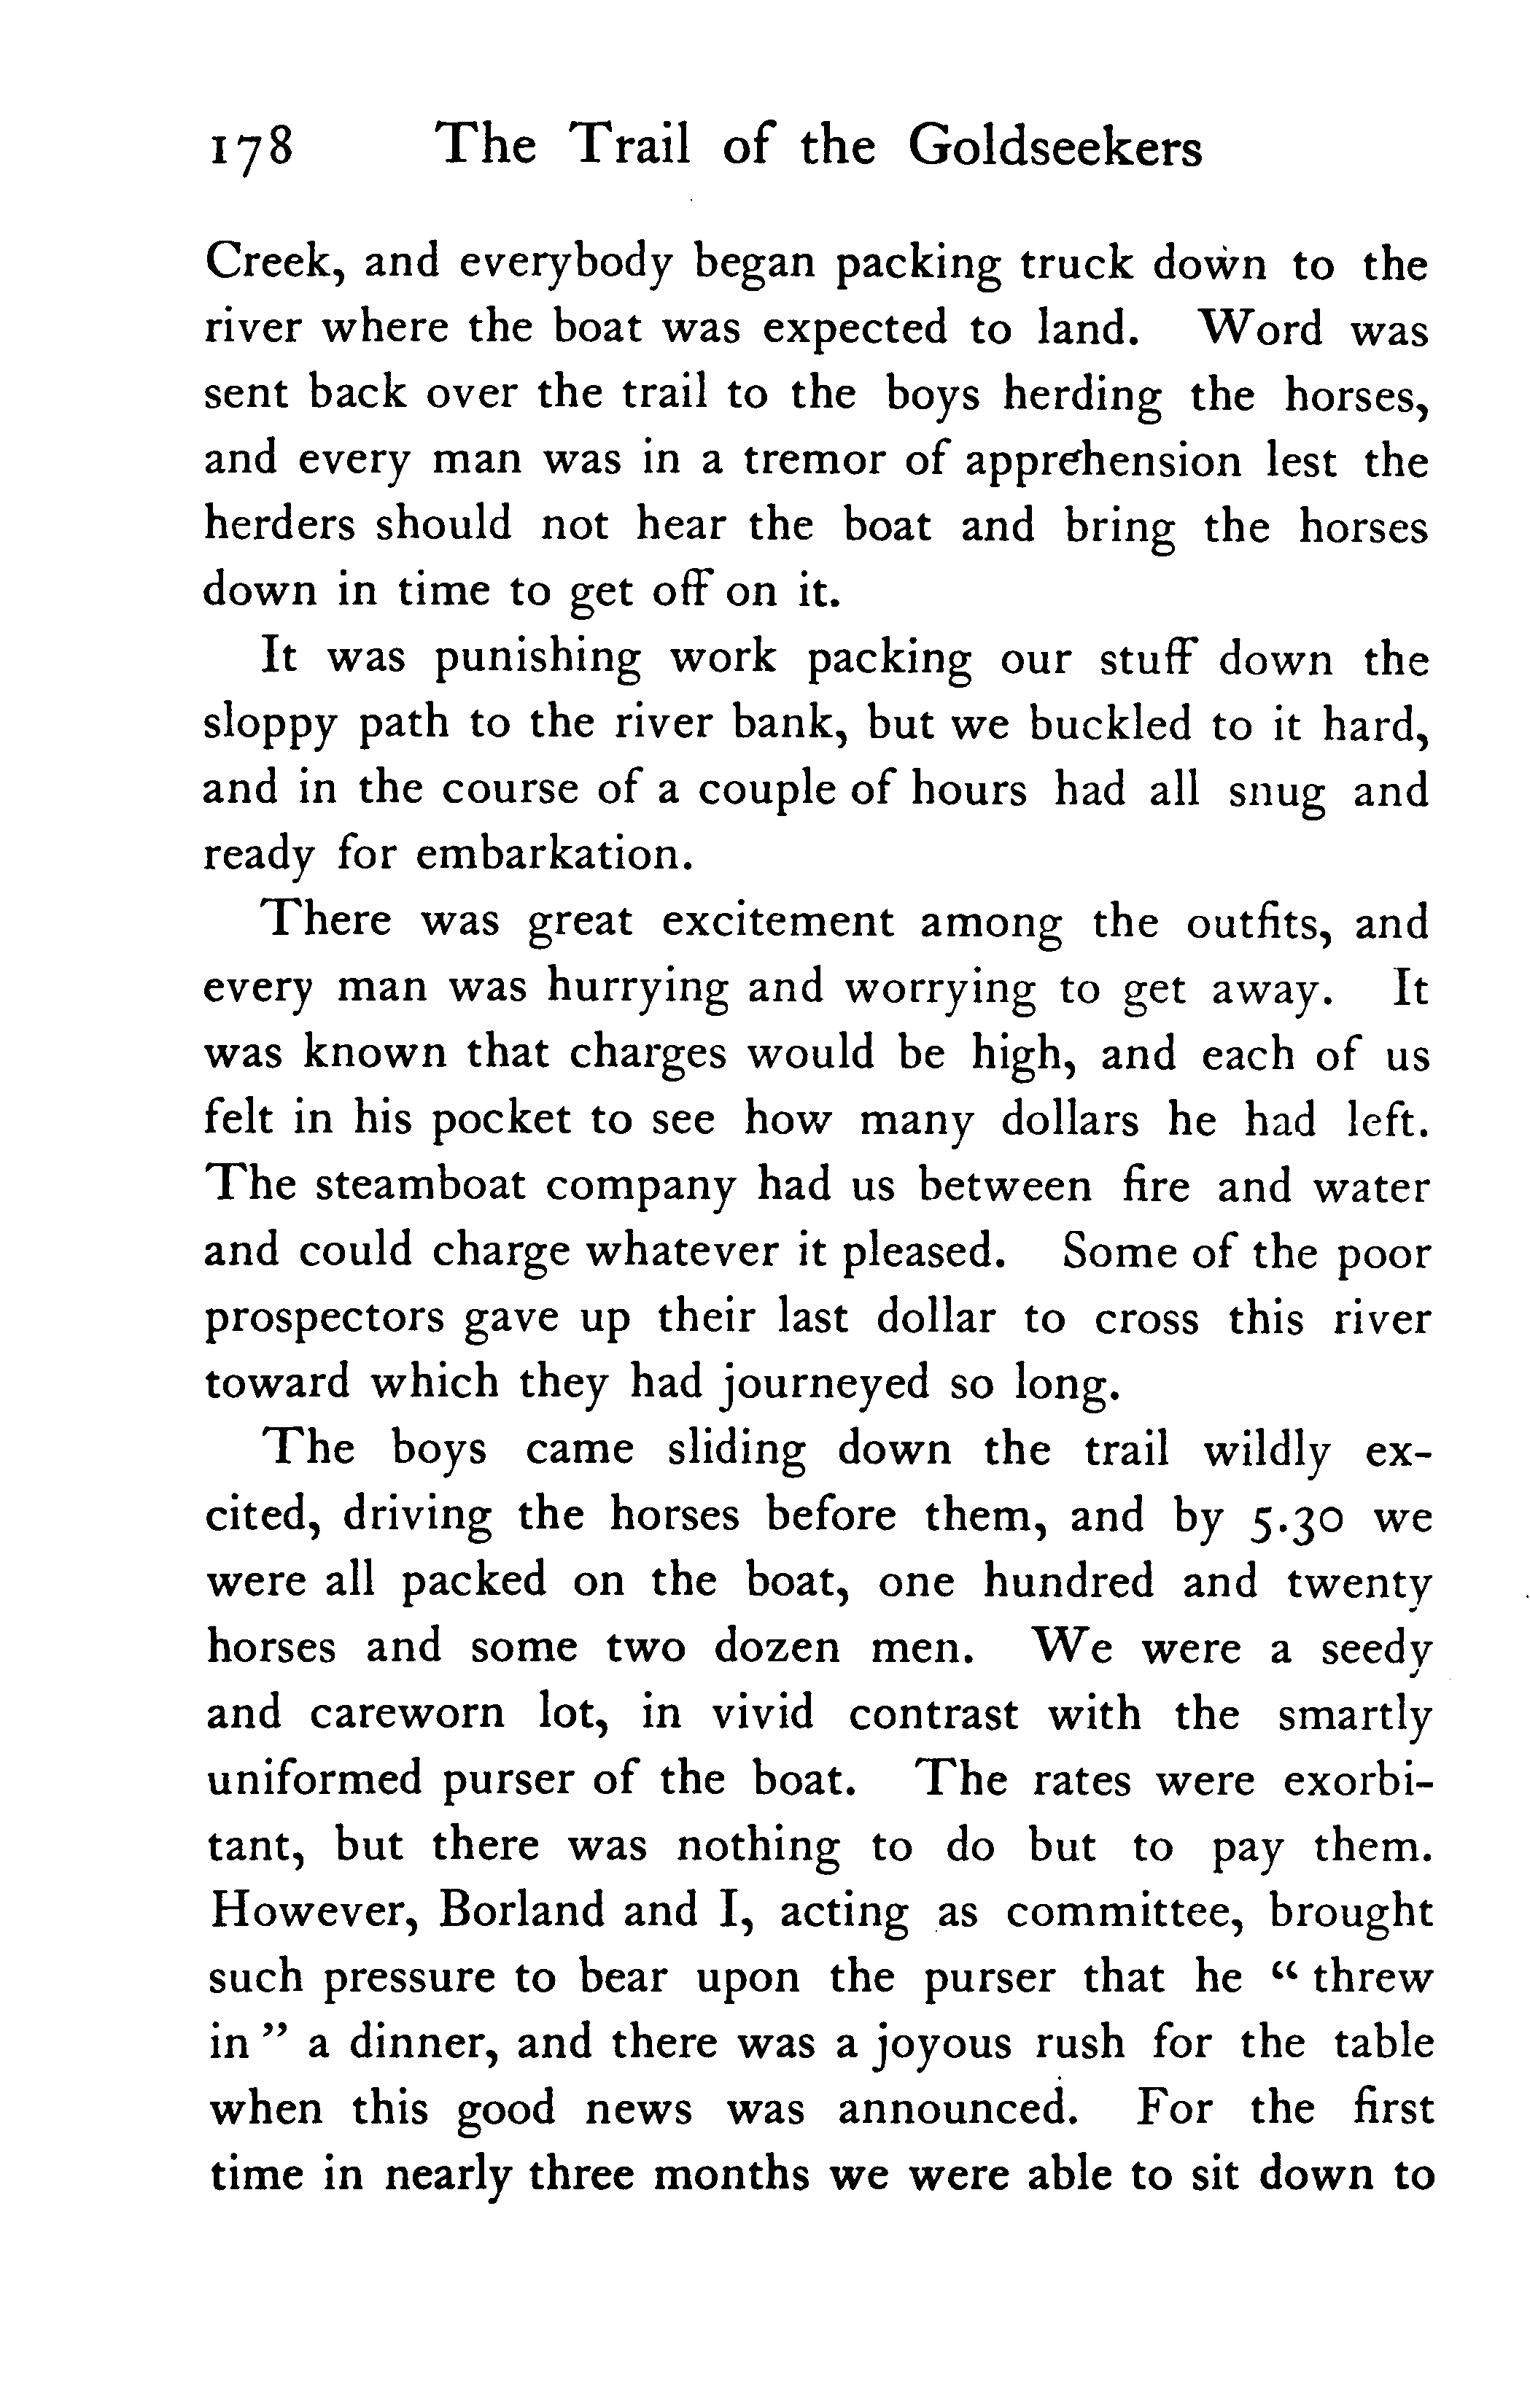 178 The Trail of the Goldseekers
Creek, and everybody began packing truck down to the
river where the boat was expected to land. Word was
sent back over the trail to the boys herding the horses,
and every man was in a tremor of apprehension lest the
herders should not hear the boat and bring the horses
down in time to get off on it.
It was punishing work packing our stuff down the
sloppy path to the river bank, but we buckled to it hard,
and in the course of a couple of hours had all snug and
ready for embarkation.
There was great excitement among the outfits, and
every man was hurrying and worrying to get away. It
was known that charges would be high, and each of us
felt in his pocket to see how many dollars he had left.
The steamboat company had us between fire and water
and could charge whatever it pleased. Some of the poor
prospectors gave up their last dollar to cross this river
toward which they had journeyed so long.
The boys came sliding down the trail wildly ex-
cited, driving the horses before them, and by 5.30 we
were all packed on the boat, one hundred and twenty
horses and some two dozen men. We were a seedy
and careworn lot, in vivid contrast with the smartly
uniformed purser of the boat. The rates were exorbi-
tant, but there was nothing to do but to pay them.
However, Borland and I, acting as committee, brought
such pressure to bear upon the purser that he “ threw
in ” a dinner, and there was a joyous rush for the table
when this good news was announced. For the first
time in nearly three months we were able to sit down to